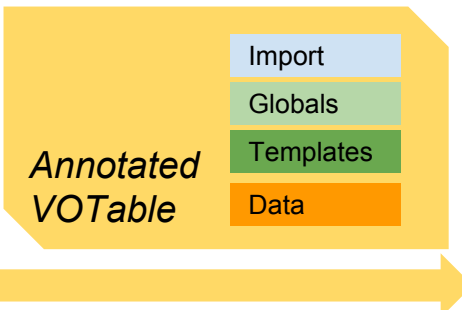 Import
Globals
Templates
Annotated
VOTable
Data